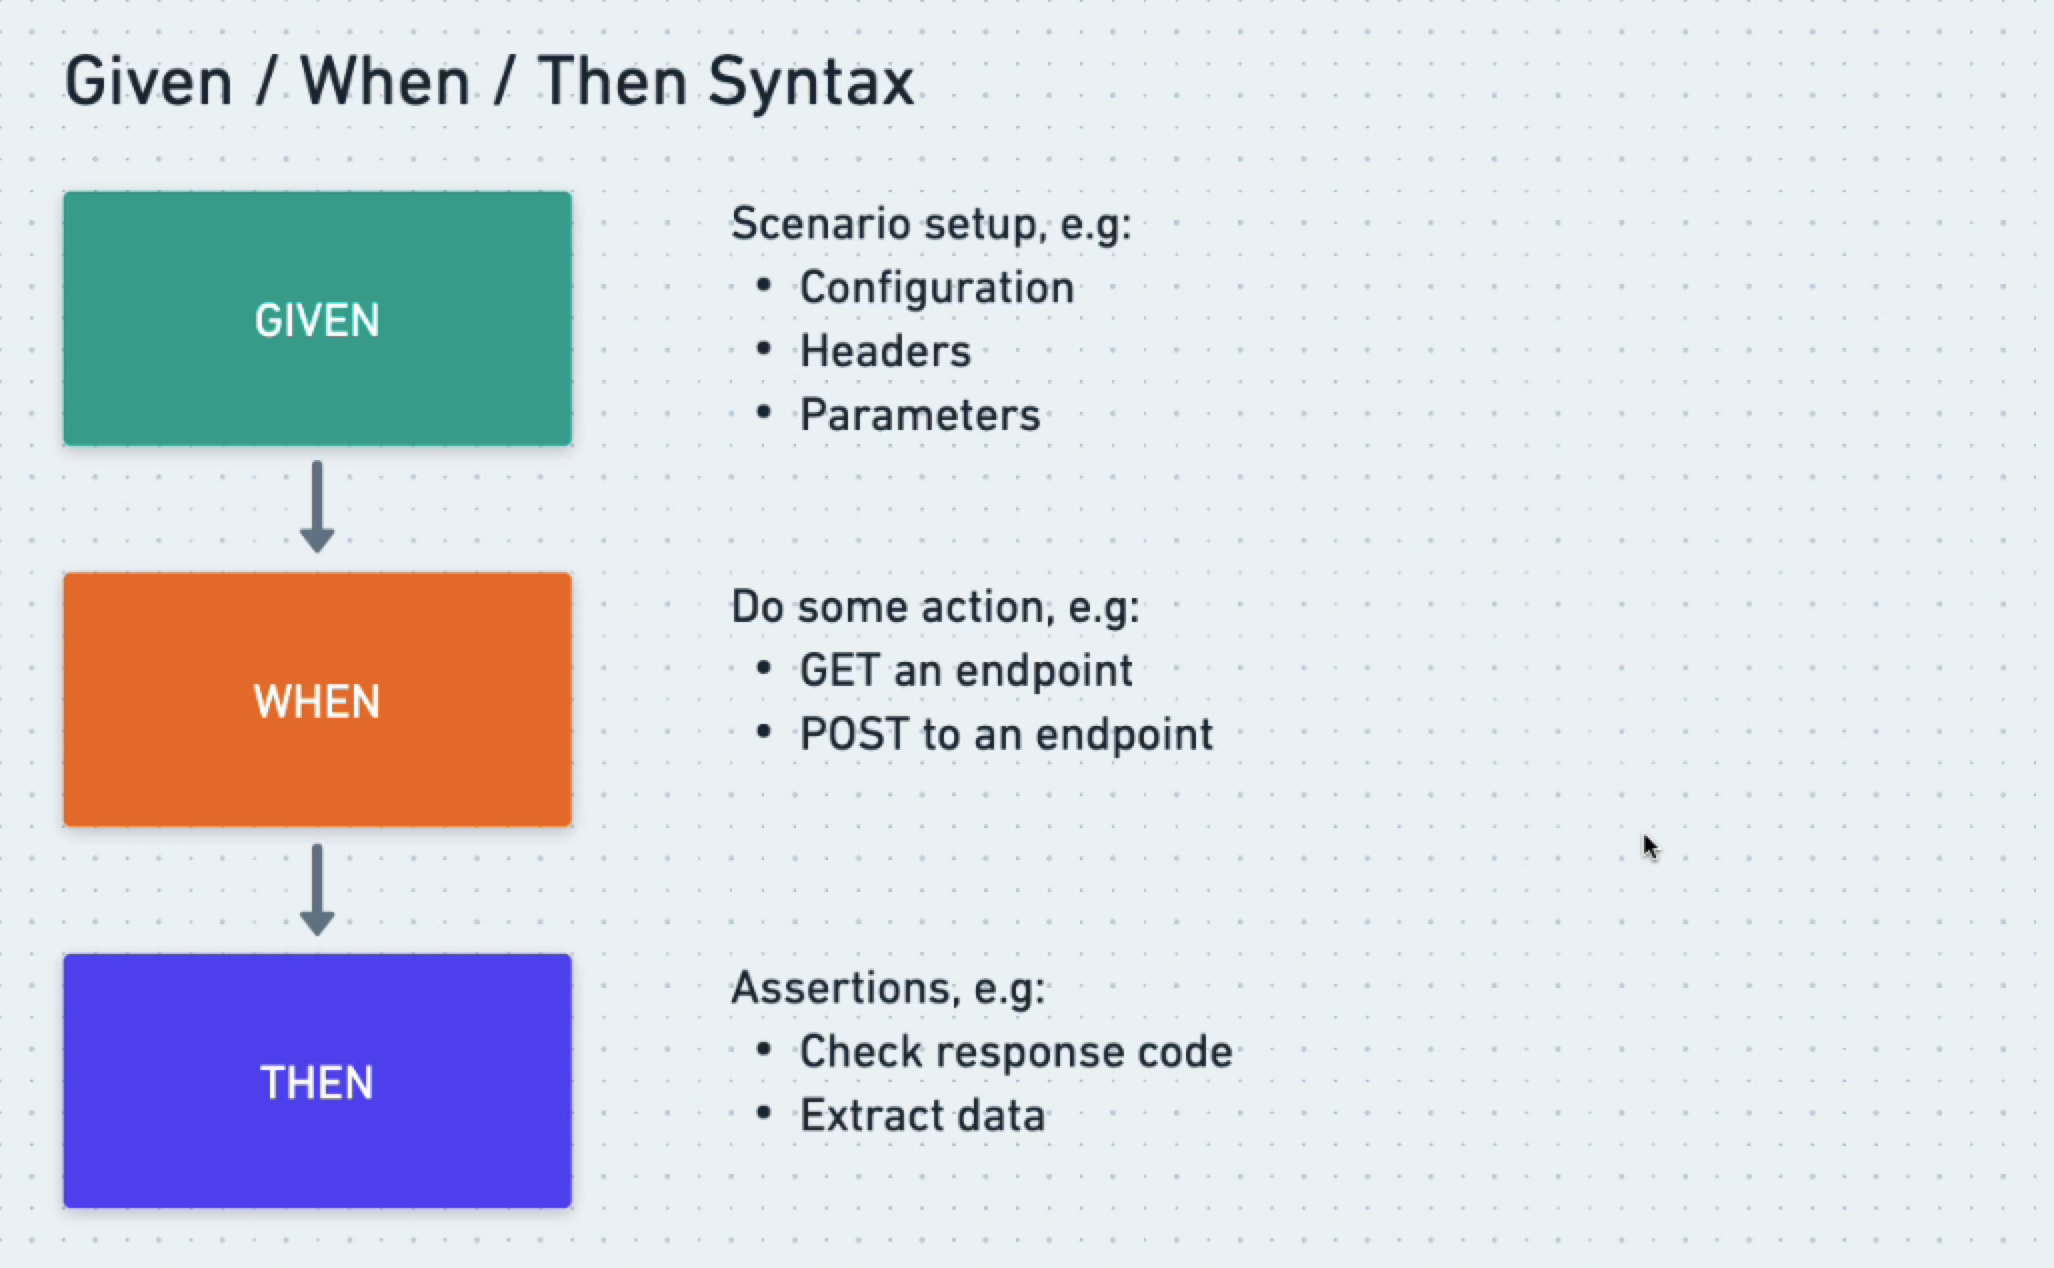 Given / When / Then Syntax
GIVEN
Scenario setup, e.g:
• Configuration
• Headers
• Parameters
WHEN
Do some action, e.g:
• GET an endpoint
• POST to an endpoint
THEN
Assertions, e.g:
• Check response code
• Extract data